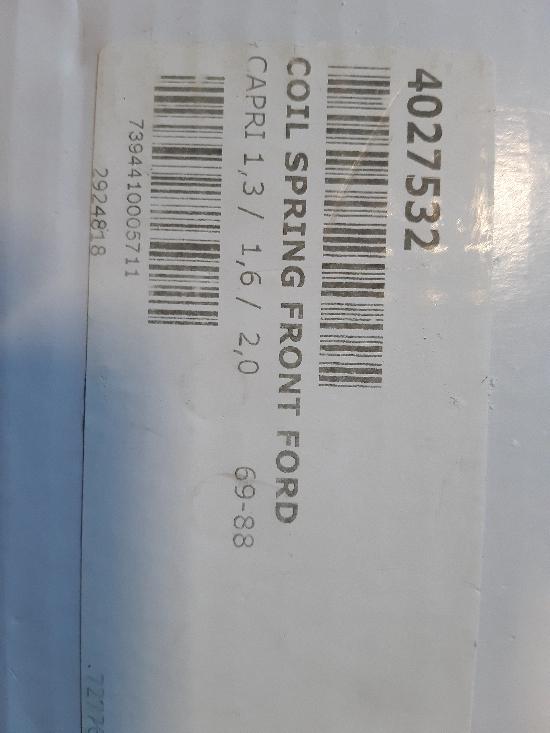 4027532
COIL SPRING FRONT FORD
CAPRI 1,3 / 1,6 / 2,0 69-88
7394410005711
2924818